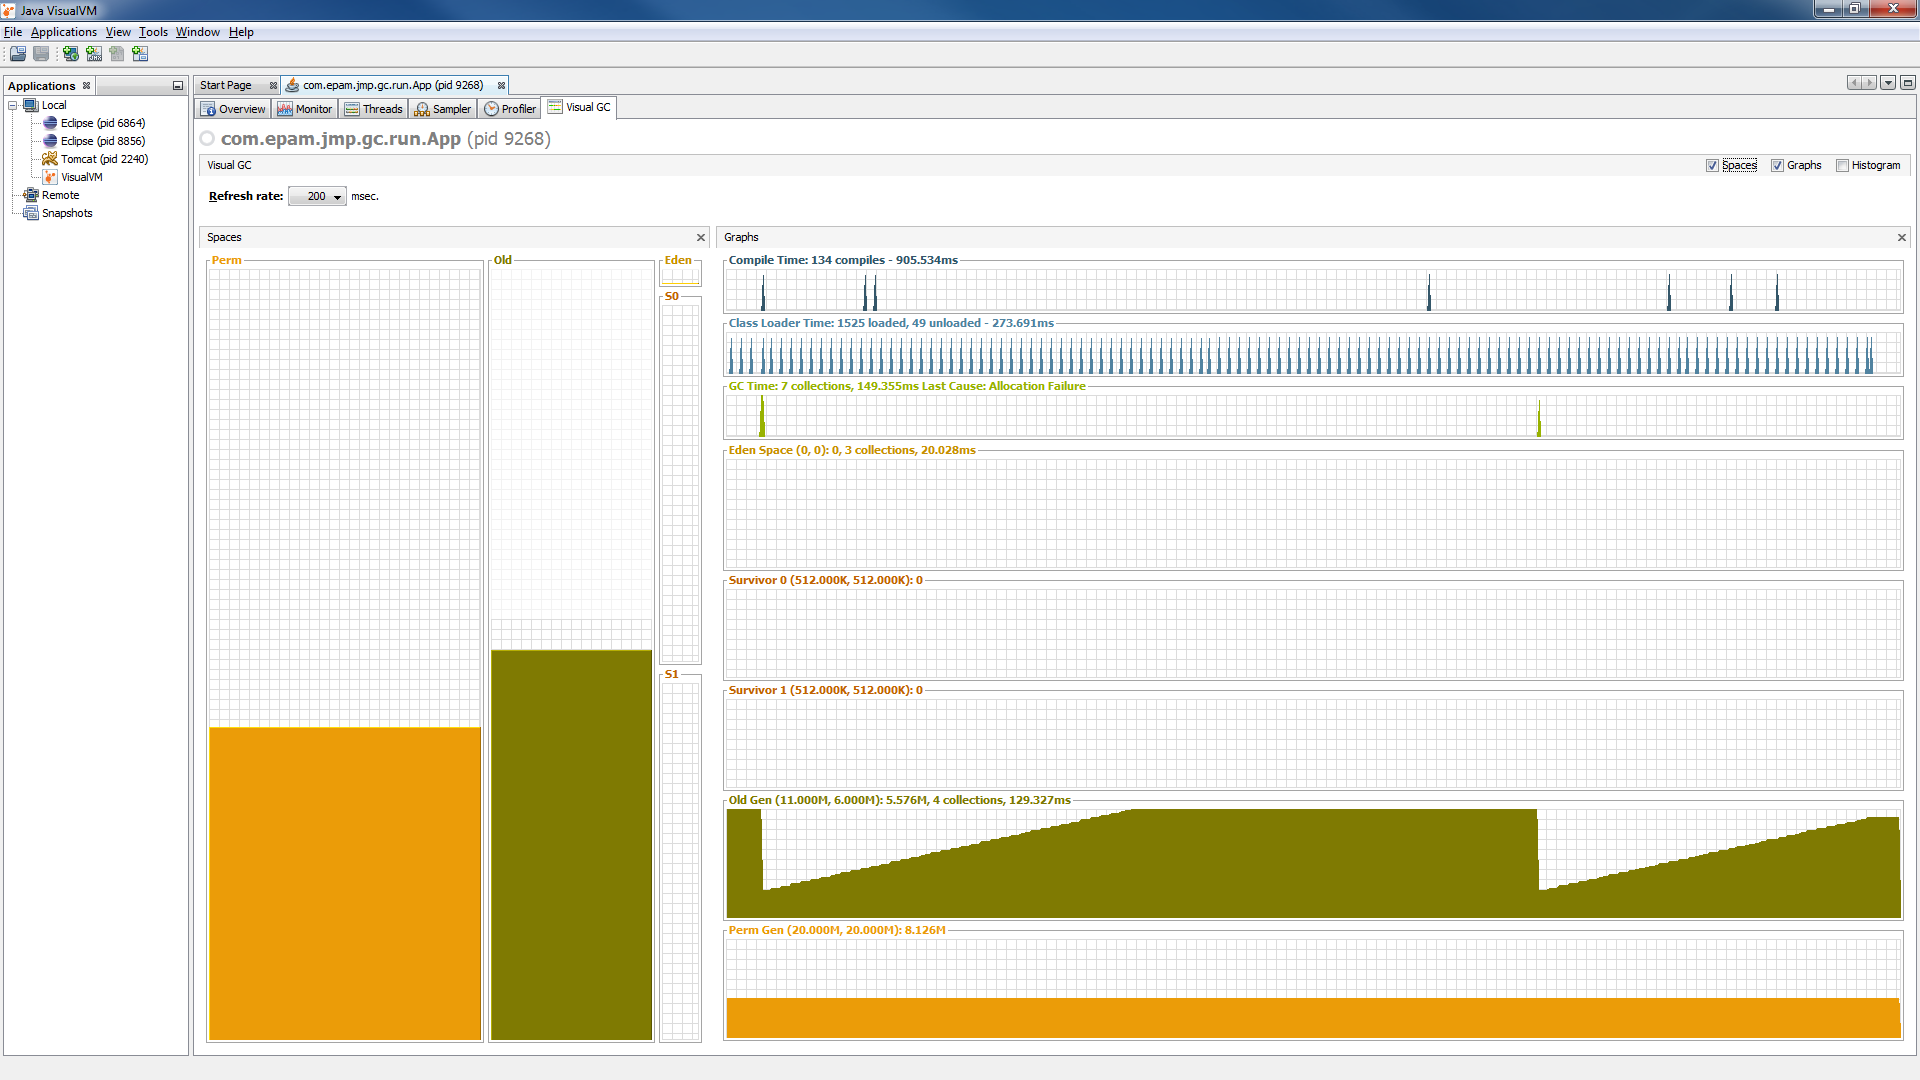 Java VisualVM
File Applications View Tools Window Help
Applications
Start Page
com.epam.jmp.gc.run.App (pid 9268)
Local
Eclipse (pid 6864)
Eclipse (pid 8856)
Tomcat (pid 2240)
VisualVM
Remote
Snapshots
Overview Monitor Threads Sampler Profiler Visual GC
com.epam.jmp.gc.run.App (pid 9268)
Visual GC
Spaces Graphs Histogram
Refresh rate: 200 msec.
Spaces
Perm
Old
Eden
S0
S1
Graphs
Compile Time: 134 compiles - 905.534ms
Class Loader Time: 1525 loaded, 49 unloaded - 273.691ms
GC Time: 7 collections, 149.355ms Last Cause: Allocation Failure
Eden Space (0, 0): 0, 3 collections, 20.028ms
Survivor 0 (512.000K, 512.000K): 0
Survivor 1 (512.000K, 512.000K): 0
Old Gen (11.000M, 6.000M): 5.576M, 4 collections, 129.327ms
Perm Gen (20.000M, 20.000M): 8.126M